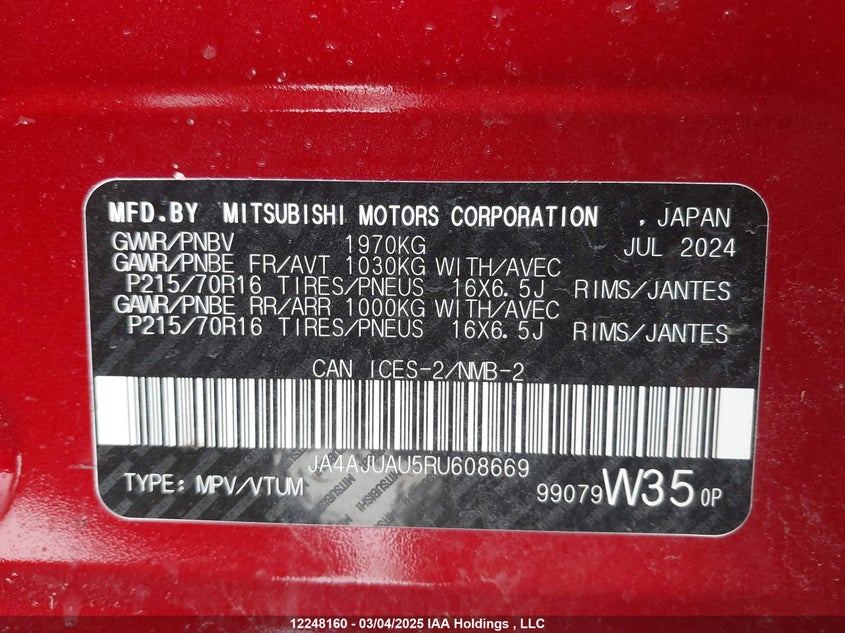 MFD.BY MITSUBISHI MOTORS CORPORATION , JAPAN
GVWR/PNBV 1970KG JUL 2024
GAWR/PNBE FR/AVT 1030KG WITH/AVEC
P215/70R16 TIRES/PNEUS 16X6.5J RIMS/JANTES
GAWR/PNBE RR/ARR 1000KG WITH/AVEC
P215/70R16 TIRES/PNEUS 16X6.5J RIMS/JANTES
CAN ICES-2/NMB-2
JA4AJUAU5RU608669
TYPE: MPV/VTUM 99079W35 0P
12248160 - 03/04/2025 IAA Holdings , LLC